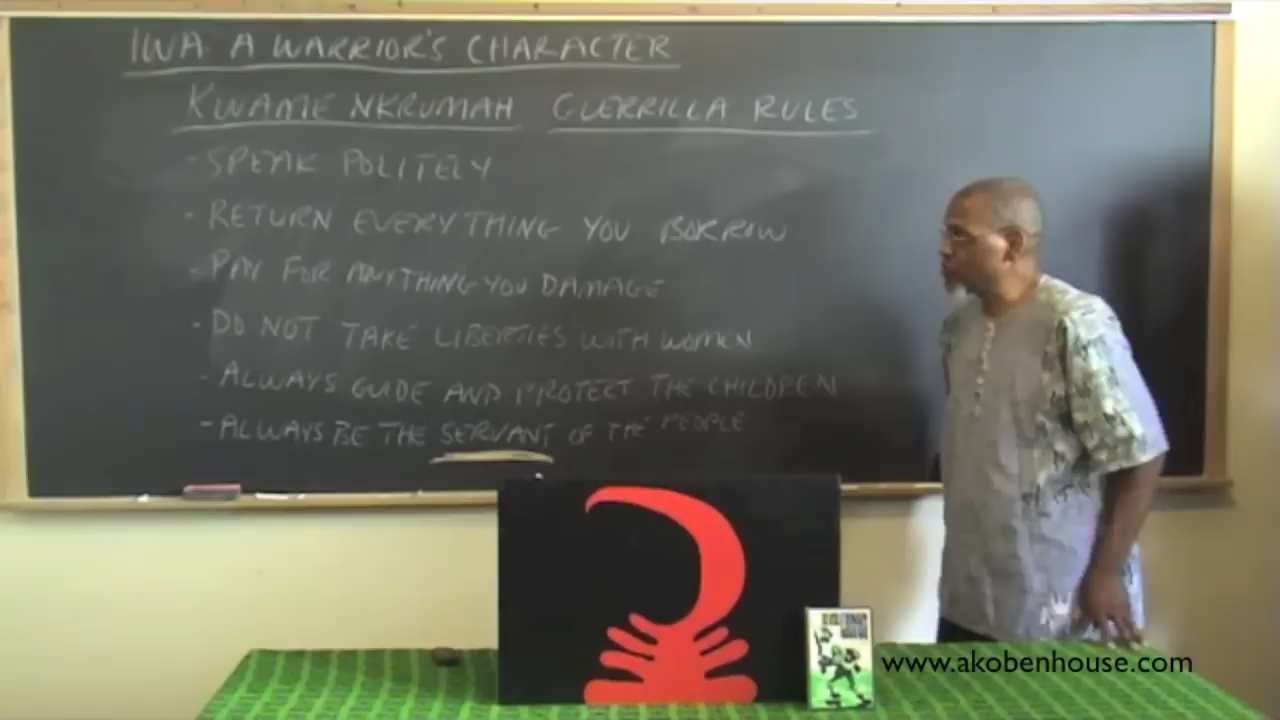 IWA A WARRIOR'S CHARACTER
KWAME NKRUMAH GUERRILLA RULES
- SPEAK POLITELY
- RETURN EVERYTHING YOU BORROW
- PAY FOR ANYTHING YOU DAMAGE
- DO NOT TAKE LIBERTIES WITH WOMEN
- ALWAYS GUIDE AND PROTECT THE CHILDREN
- ALWAYS BE THE SERVANT OF THE PEOPLE
www.akobenhouse.com